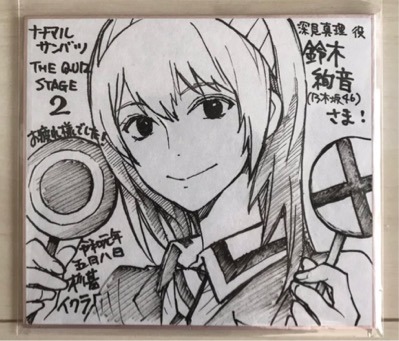 ナナマル
サンバツ
THE QUIZ
STAGE
2
お疲れ様でした!
深見真理 役
鈴木
絢音
(乃木坂46)
さま!
令和元年
五月八日
杉基
イクラ